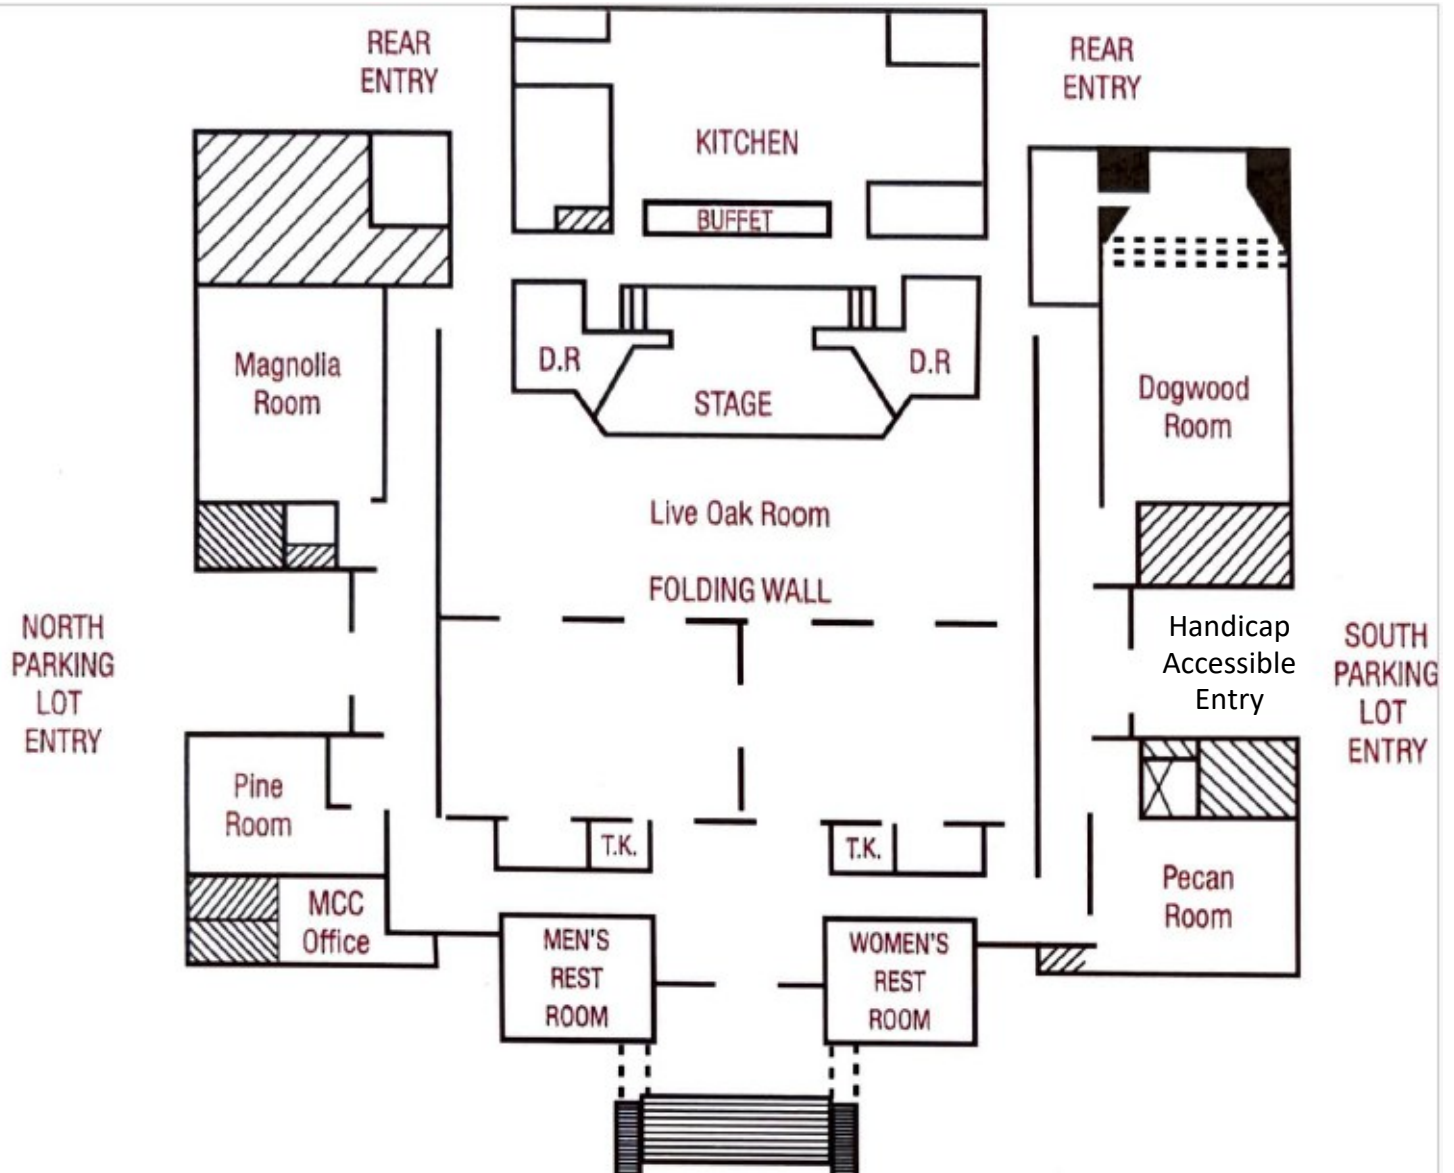 REAR
ENTRY
REAR
ENTRY
KITCHEN
BUFFET
Magnolia
Room
D.R
D.R
STAGE
Dogwood
Room
Live Oak Room
FOLDING WALL
NORTH
PARKING
LOT
ENTRY
Handicap
Accessible
Entry
SOUTH
PARKING
LOT
ENTRY
Pine
Room
T.K.
T.K.
Pecan
Room
MCC
Office
MEN'S
REST
ROOM
WOMEN'S
REST
ROOM